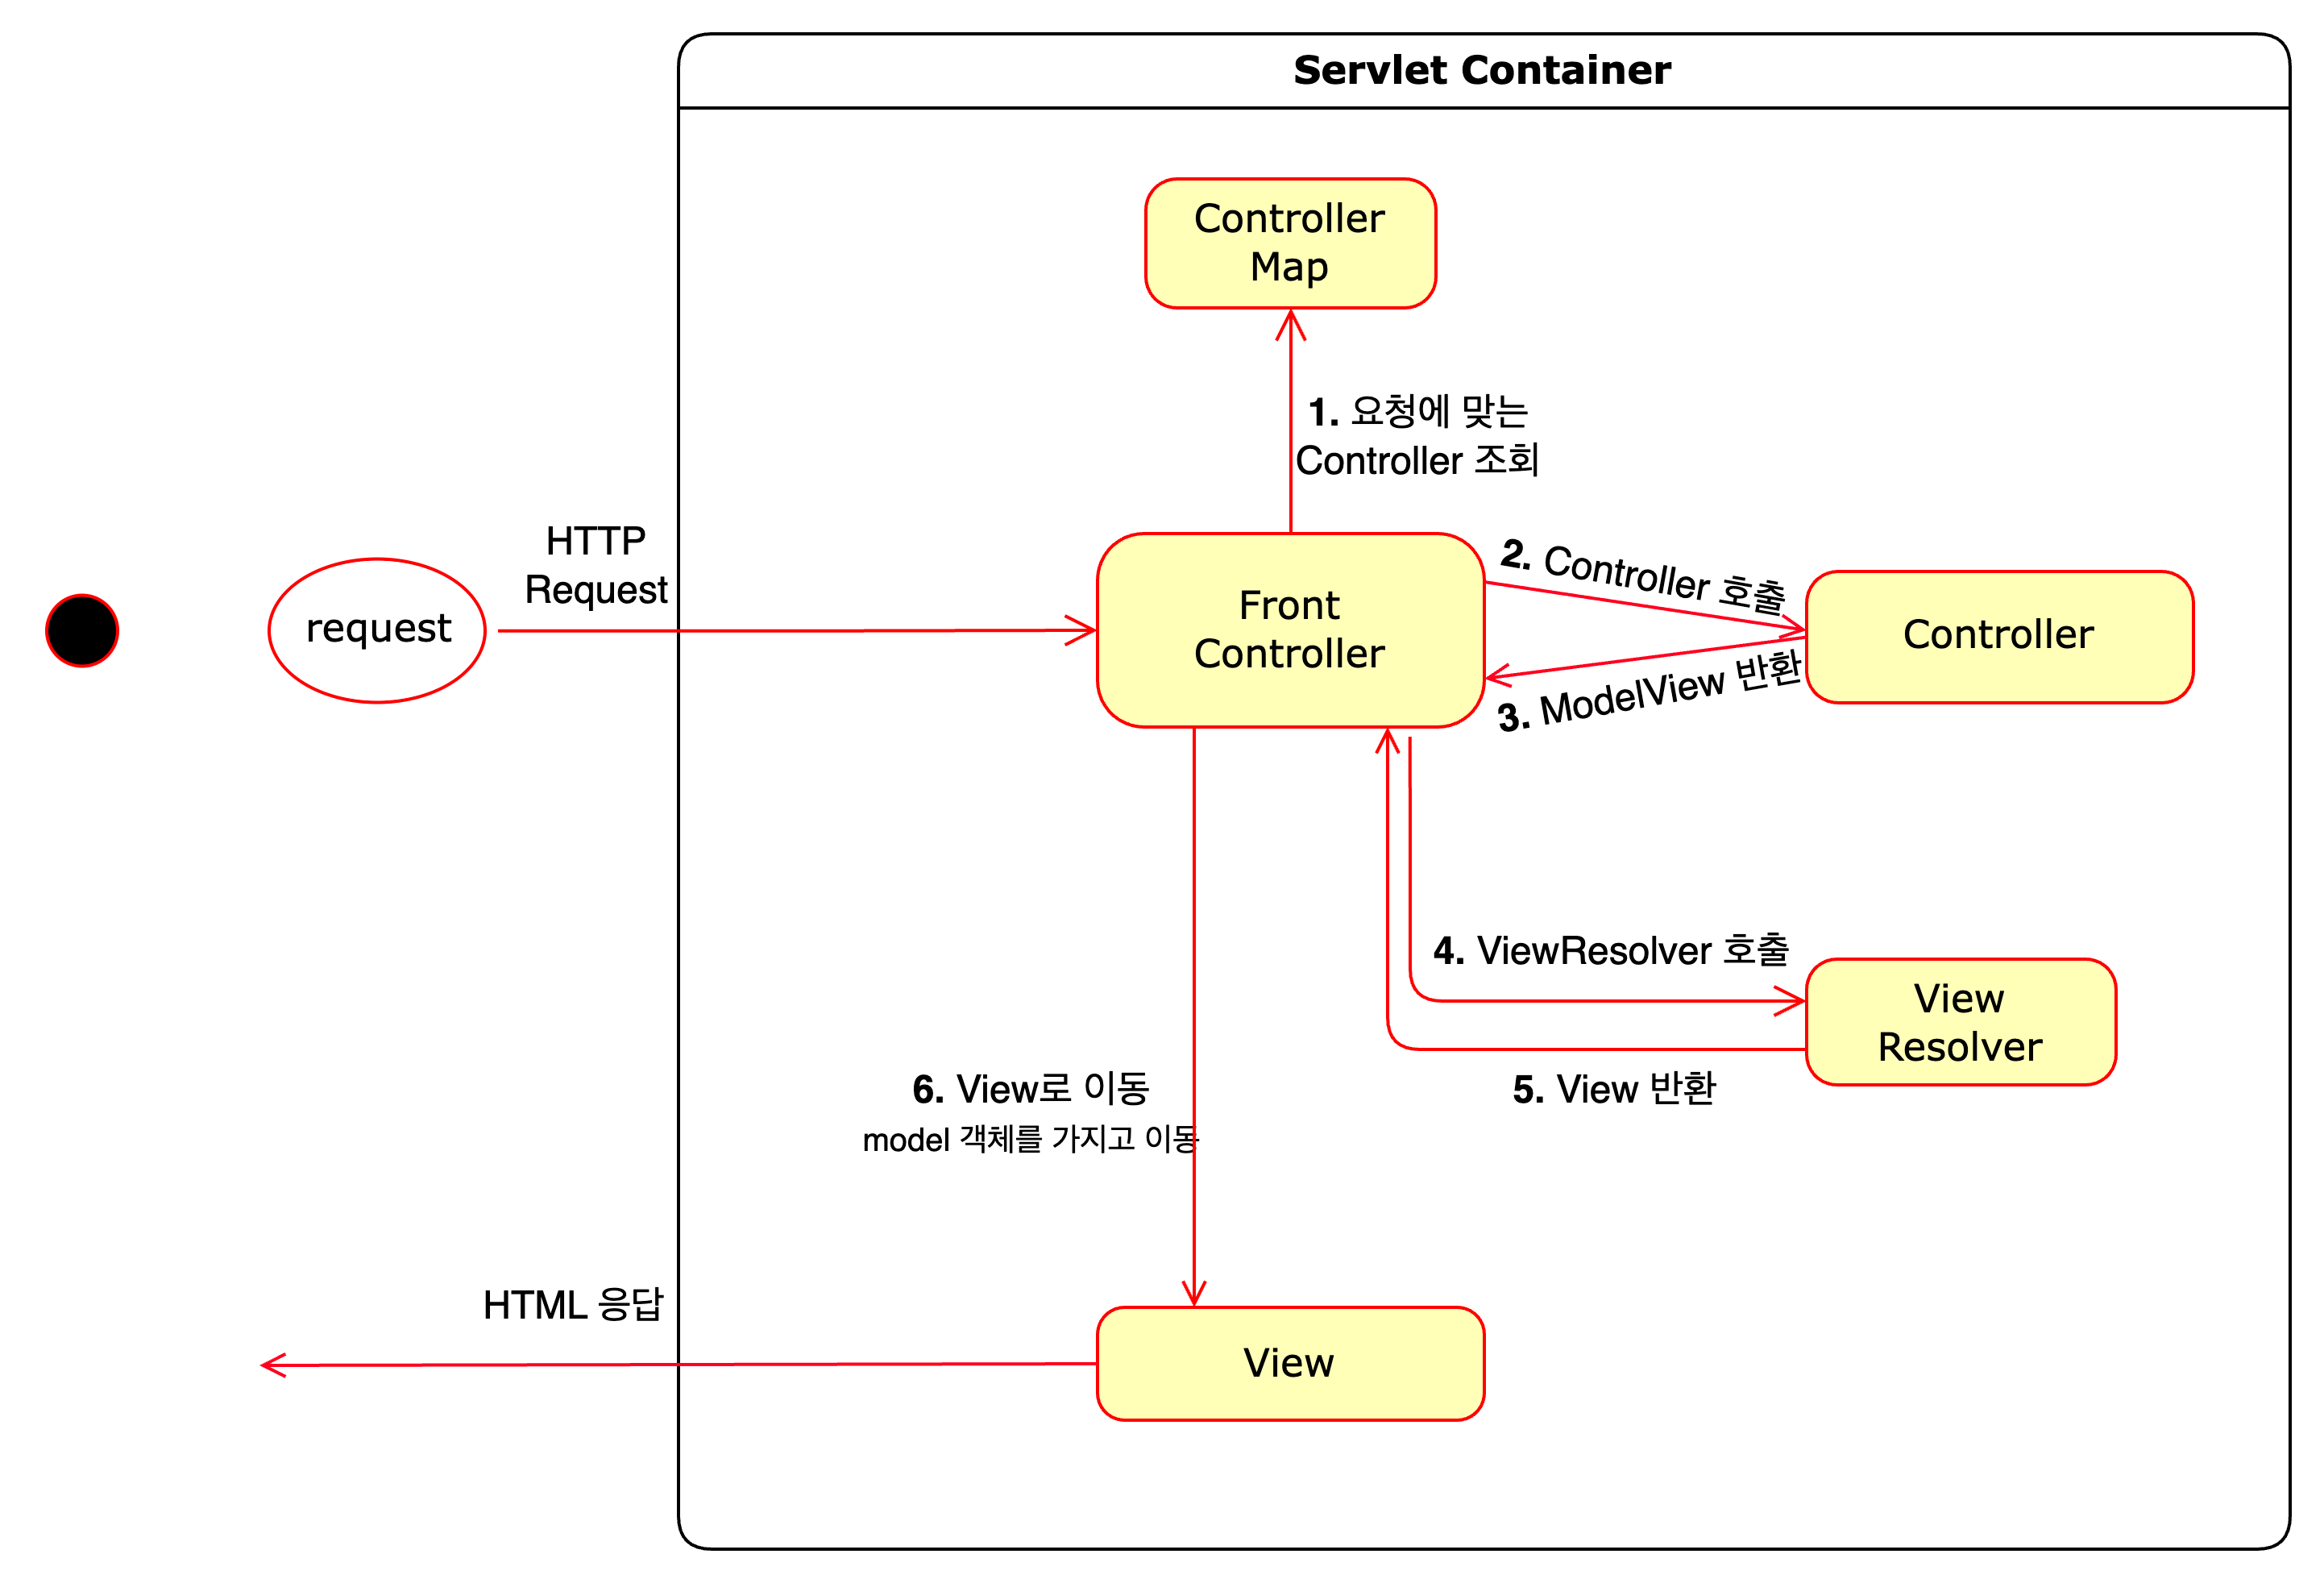 Servlet Container
Controller
Map
1. 요청에 맞는
Controller 조회
HTTP
Request
request
Front
Controller
2. Controller 호출
Controller
3. ModelView 반환
4. ViewResolver 호출
View
Resolver
5. View 반환
6. View로 이동
model 객체를 가지고 이동
HTML 응답
View